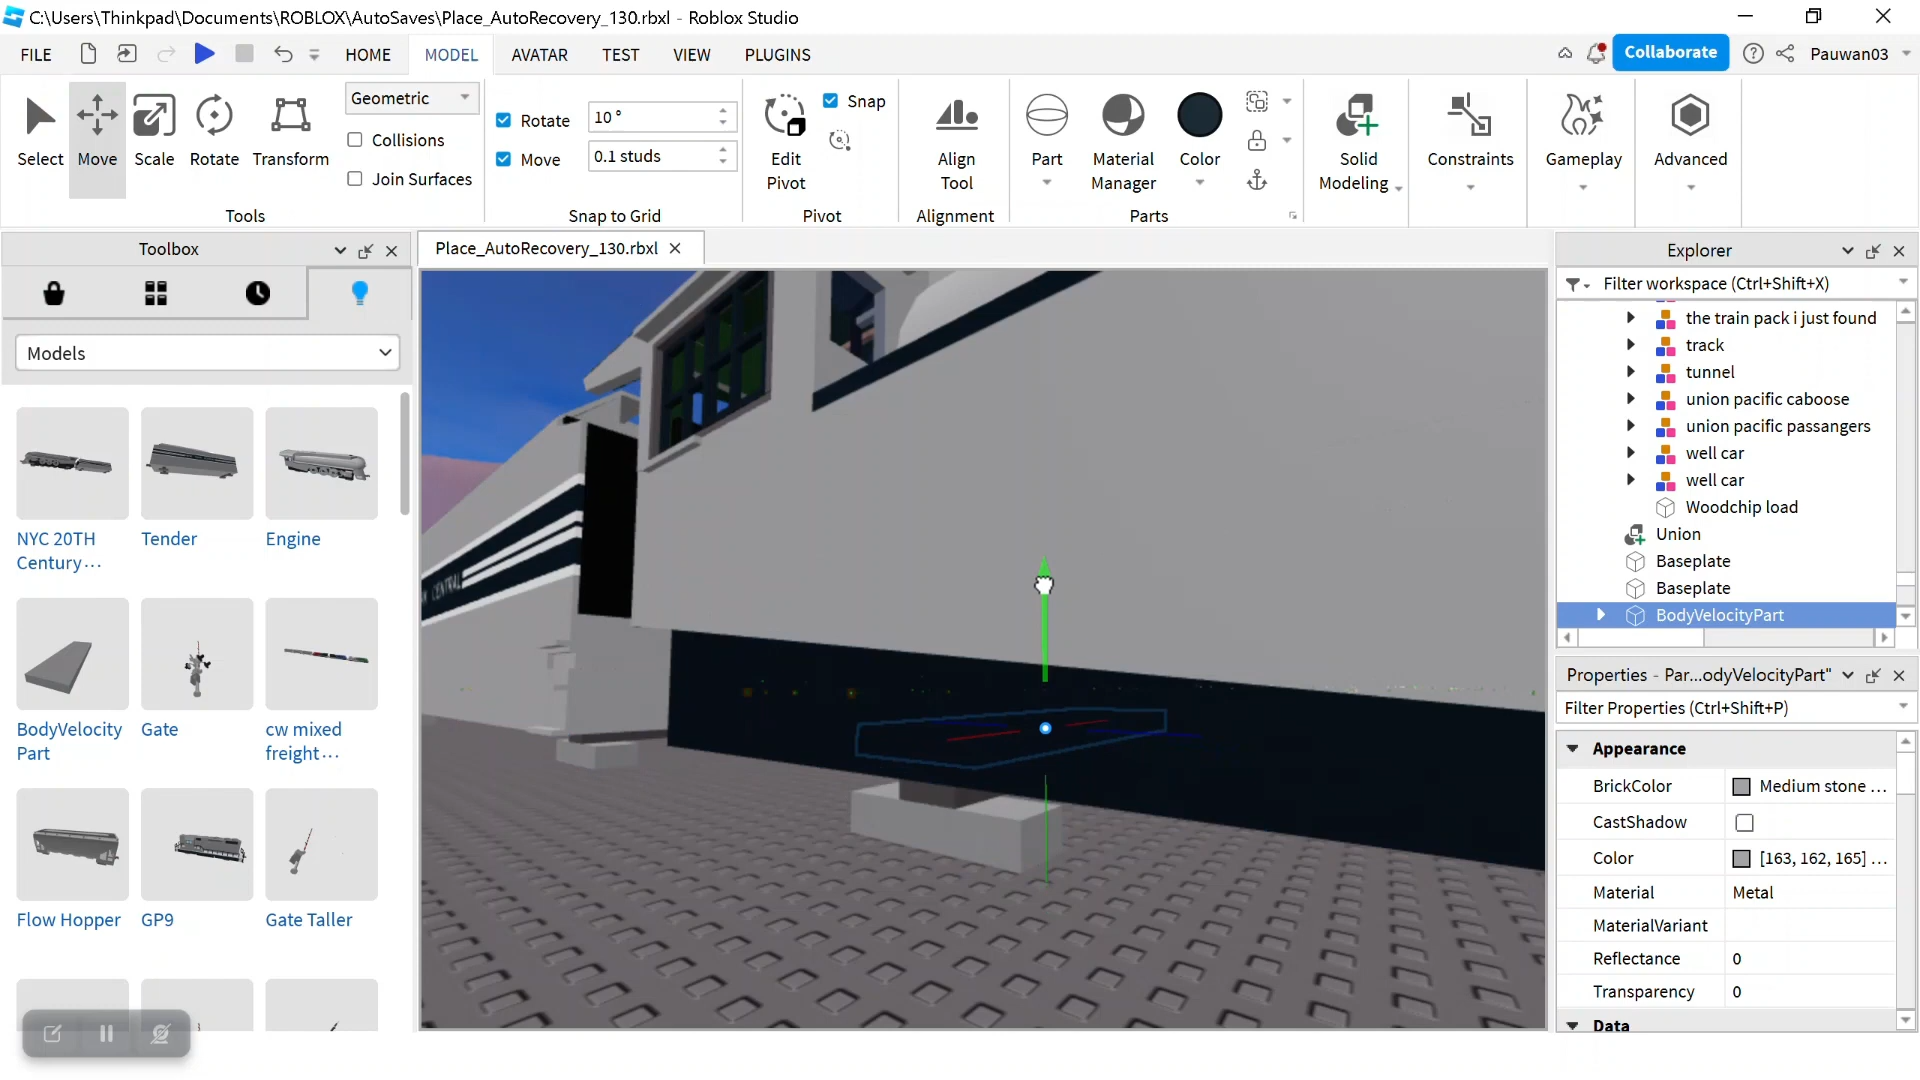 C:\Users\Thinkpad\Documents\ROBLOX\AutoSaves\Place_AutoRecovery_130.rbxl - Roblox Studio
FILE HOME MODEL AVATAR TEST VIEW PLUGINS Collaborate Pauwan03
Select Move Scale Rotate Transform
Geometric
Collisions
Join Surfaces
Tools
Rotate 10 °
Move 0.1 studs
Snap to Grid
Edit
Pivot
Snap
Pivot
Align
Tool
Alignment
Part
Material
Manager
Color
Parts
Solid
Modeling
Constraints
Gameplay
Advanced
Toolbox
Models
NYC 20TH
Century...
Tender
Engine
BodyVelocity
Part
Gate
cw mixed
freight...
Flow Hopper
GP9
Gate Taller
Place_AutoRecovery_130.rbxl
CENTRAL
Explorer
Filter workspace (Ctrl+Shift+X)
the train pack i just found
track
tunnel
union pacific caboose
union pacific passangers
well car
well car
Woodchip load
Union
Baseplate
Baseplate
BodyVelocityPart
Properties - Par...odyVelocityPart"
Filter Properties (Ctrl+Shift+P)
Appearance
BrickColor Medium stone ...
CastShadow
Color [163, 162, 165] ...
Material Metal
MaterialVariant
Reflectance 0
Transparency 0
Data